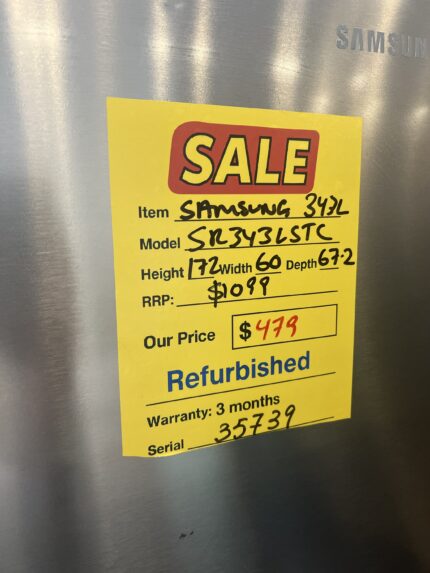 SAMSUN
SALE
Item SAMSUNG 343L
Model SR343LSTC
Height 172 Width 60 Depth 67.2
RRP: $1099
Our Price $479
Refurbished
Warranty: 3 months
Serial 35739